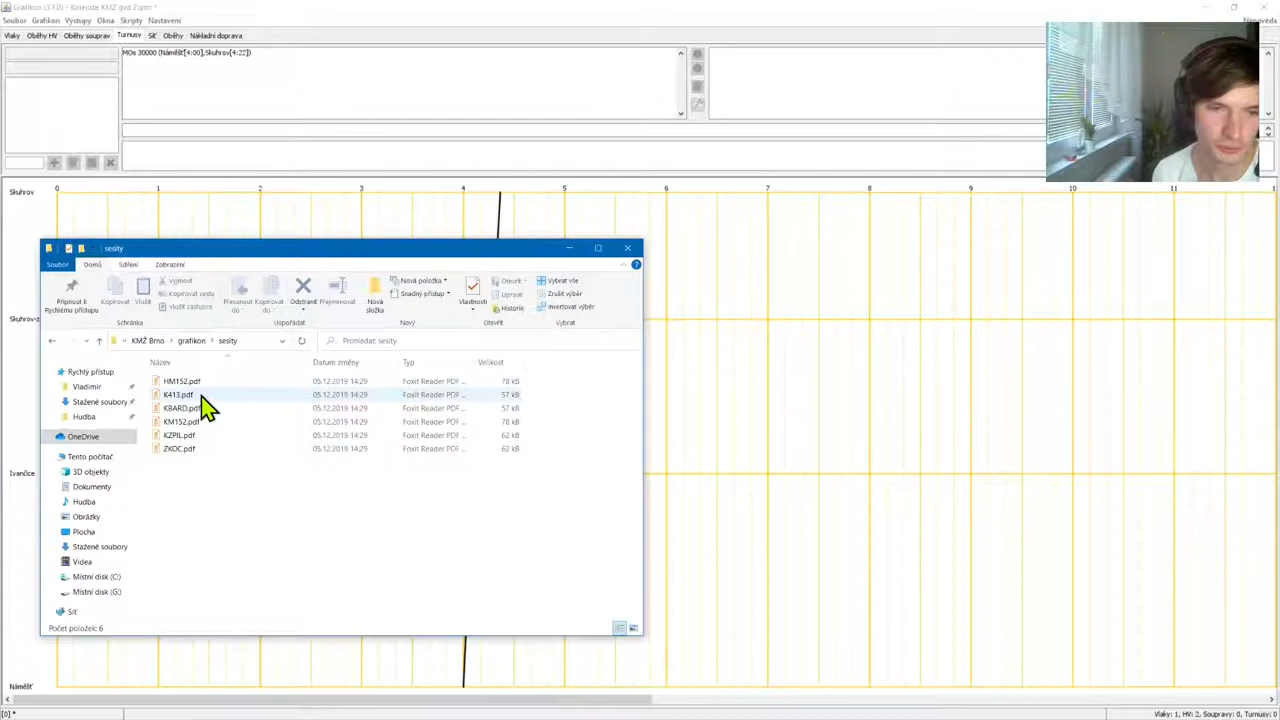 Grafikon (3.1.0) - Kolejiste KMZ gvd 2.gtm *
Soubor Grafikon Výstupy Okna Skripty Nastavení Nápověda
Vlaky Oběhy HV Oběhy souprav Turnusy Síť Oběhy Nákladní doprava
MOs 30000 (Náměšť[4:00],Skuhrov[4:22])
0 1 2 3 4 5 6 7 8 9 10 11
Skuhrov
Skuhrov-z
Ivančice
Náměšť
sesity
Soubor Domů Sdílení Zobrazení
Připnout k Rychlému přístupu
Kopírovat
Vložit
Vyjmout
Kopírovat cestu
Vložit zástupce
Přesunout do
Kopírovat do
Odstranit
Přejmenovat
Nová složka
Nová položka
Snadný přístup
Vlastnosti
Otevřít
Upravit
Historie
Vybrat vše
Zrušit výběr
Invertovat výběr
Schránka Uspořádat Nový Otevřít Vybrat
KMŽ Brno grafikon sesity
Prohledat: sesity
Název Datum změny Typ Velikost
HM152.pdf 05.12.2019 14:29 Foxit Reader PDF ... 78 kB
K413.pdf 05.12.2019 14:29 Foxit Reader PDF ... 57 kB
KBARD.pdf 05.12.2019 14:29 Foxit Reader PDF ... 57 kB
KM152.pdf 05.12.2019 14:29 Foxit Reader PDF ... 78 kB
KZPIL.pdf 05.12.2019 14:29 Foxit Reader PDF ... 62 kB
ZKOC.pdf 05.12.2019 14:29 Foxit Reader PDF ... 62 kB
Rychlý přístup
Vladimír
Stažené soubory
Hudba
OneDrive
Tento počítač
3D objekty
Dokumenty
Hudba
Obrázky
Plocha
Stažené soubory
Videa
Místní disk (C:)
Místní disk (G:)
Síť
Počet položek: 6
[0] *
Vlaky: 1, HV: 2, Soupravy: 0, Turnusy: 0